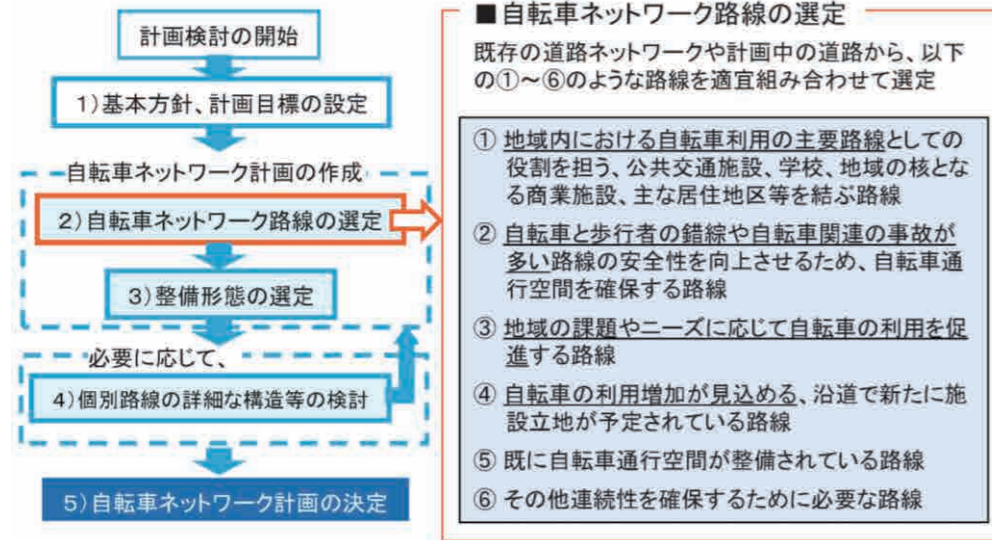 計画検討の開始
1)基本方針、計画目標の設定
自転車ネットワーク計画の作成
2)自転車ネットワーク路線の選定
3)整備形態の選定
必要に応じて、
4)個別路線の詳細な構造等の検討
5)自転車ネットワーク計画の決定
■自転車ネットワーク路線の選定
既存の道路ネットワークや計画中の道路から、以下
の①～⑥のような路線を適宜組み合わせて選定
① 地域内における自転車利用の主要路線としての
役割を担う、公共交通施設、学校、地域の核とな
る商業施設、主な居住地区等を結ぶ路線
② 自転車と歩行者の錯綜や自転車関連の事故が
多い路線の安全性を向上させるため、自転車通
行空間を確保する路線
③ 地域の課題やニーズに応じて自転車の利用を促
進する路線
④ 自転車の利用増加が見込める、沿道で新たに施
設立地が予定されている路線
⑤ 既に自転車通行空間が整備されている路線
⑥ その他連続性を確保するために必要な路線